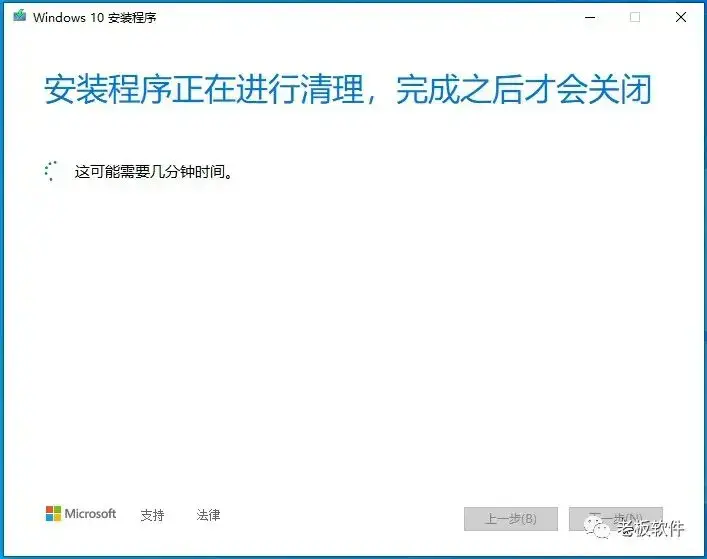 Windows 10 安装程序
安装程序正在进行清理，完成之后才会关闭
这可能需要几分钟时间。
Microsoft 支持 法律
上一步(B) 下一步(N)
老板软件